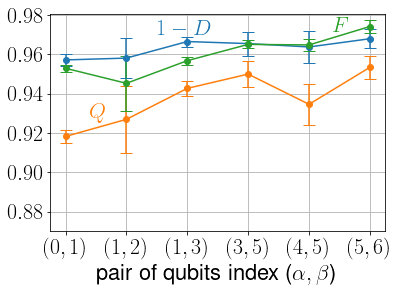 0.98
1 − D
F
0.96
0.94
Q
0.92
0.90
0.88
(0, 1) (1, 2) (1, 3) (3, 5) (4, 5) (5, 6)
pair of qubits index (α, β)